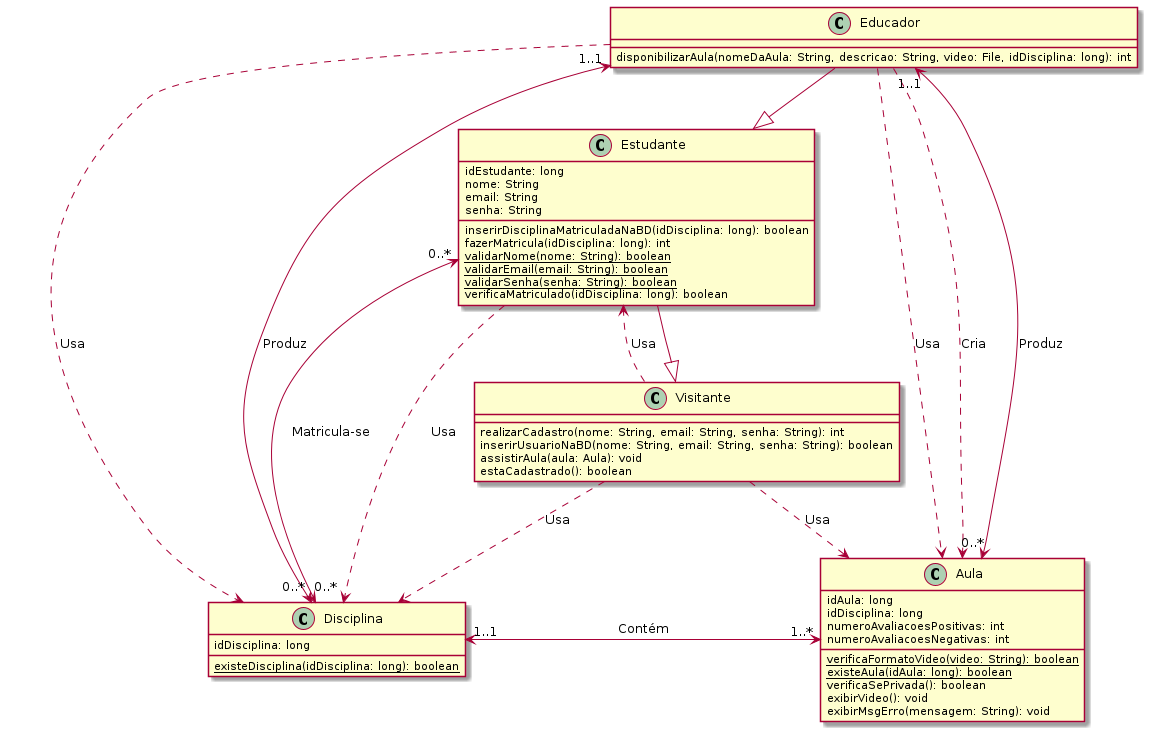 C Educador
disponibilizarAula(nomeDaAula: String, descricao: String, video: File, idDisciplina: long): int
1..1
1..1
C Estudante
idEstudante: long
nome: String
email: String
senha: String
inserirDisciplinaMatriculadaNaBD(idDisciplina: long): boolean
fazerMatricula(idDisciplina: long): int
validarNome(nome: String): boolean
validarEmail(email: String): boolean
validarSenha(senha: String): boolean
verificaMatriculado(idDisciplina: long): boolean
0..*
Usa
Produz
Usa
Usa
Cria
Produz
C Visitante
realizarCadastro(nome: String, email: String, senha: String): int
inserirUsuarioNaBD(nome: String, email: String, senha: String): boolean
assistirAula(aula: Aula): void
estaCadastrado(): boolean
Matricula-se
Usa
Usa
Usa
0..*
0..*
0..*
C Disciplina
idDisciplina: long
existeDisciplina(idDisciplina: long): boolean
1..1
Contém
1..*
C Aula
idAula: long
idDisciplina: long
numeroAvaliacoesPositivas: int
numeroAvaliacoesNegativas: int
verificaFormatoVideo(video: String): boolean
existeAula(idAula: long): boolean
verificaSePrivada(): boolean
exibirVideo(): void
exibirMsgErro(mensagem: String): void